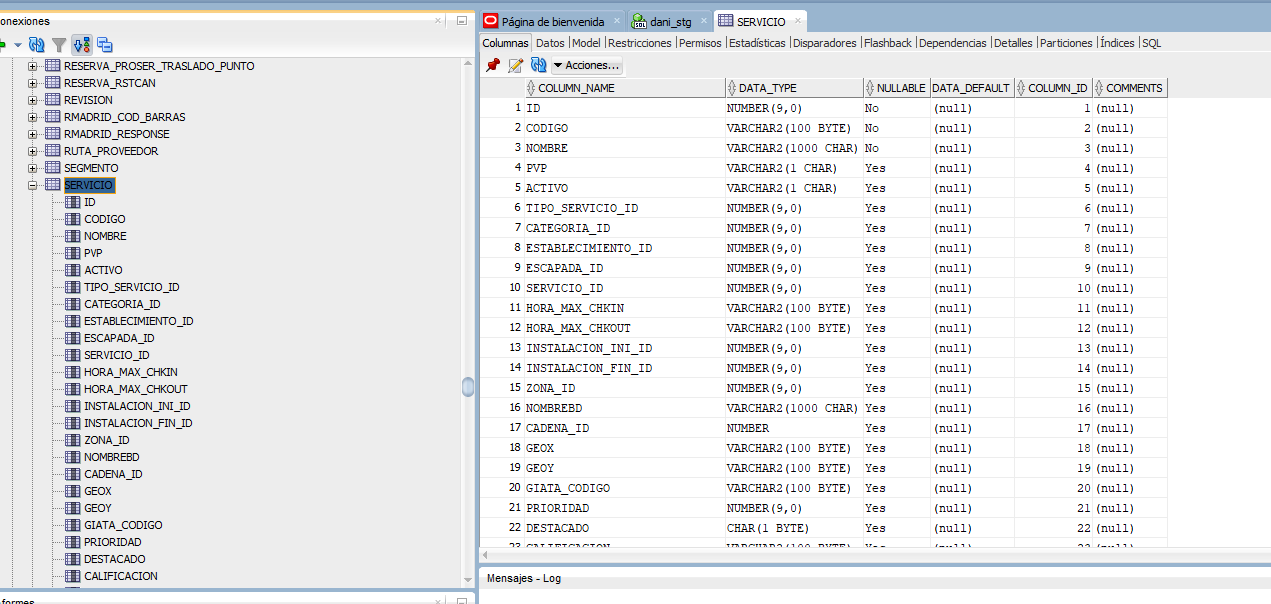 onexiones
RESERVA_PROSER_TRASLADO_PUNTO
RESERVA_RSTCAN
REVISION
RMADRID_COD_BARRAS
RMADRID_RESPONSE
RUTA_PROVEEDOR
SEGMENTO
SERVICIO
ID
CODIGO
NOMBRE
PVP
ACTIVO
TIPO_SERVICIO_ID
CATEGORIA_ID
ESTABLECIMIENTO_ID
ESCAPADA_ID
SERVICIO_ID
HORA_MAX_CHKIN
HORA_MAX_CHKOUT
INSTALACION_INI_ID
INSTALACION_FIN_ID
ZONA_ID
NOMBREBD
CADENA_ID
GEOX
GEOY
GIATA_CODIGO
PRIORIDAD
DESTACADO
CALIFICACION
formes
Página de bienvenida dani_stg SERVICIO
Columnas Datos Model Restricciones Permisos Estadísticas Disparadores Flashback Dependencias Detalles Particiones Índices SQL
Acciones...
COLUMN_NAME DATA_TYPE NULLABLE DATA_DEFAULT COLUMN_ID COMMENTS
1 ID NUMBER(9,0) No (null) 1 (null)
2 CODIGO VARCHAR2(100 BYTE) No (null) 2 (null)
3 NOMBRE VARCHAR2(1000 CHAR) No (null) 3 (null)
4 PVP VARCHAR2(1 CHAR) Yes (null) 4 (null)
5 ACTIVO VARCHAR2(1 CHAR) Yes (null) 5 (null)
6 TIPO_SERVICIO_ID NUMBER(9,0) Yes (null) 6 (null)
7 CATEGORIA_ID NUMBER(9,0) Yes (null) 7 (null)
8 ESTABLECIMIENTO_ID NUMBER(9,0) Yes (null) 8 (null)
9 ESCAPADA_ID NUMBER(9,0) Yes (null) 9 (null)
10 SERVICIO_ID NUMBER(9,0) Yes (null) 10 (null)
11 HORA_MAX_CHKIN VARCHAR2(100 BYTE) Yes (null) 11 (null)
12 HORA_MAX_CHKOUT VARCHAR2(100 BYTE) Yes (null) 12 (null)
13 INSTALACION_INI_ID NUMBER(9,0) Yes (null) 13 (null)
14 INSTALACION_FIN_ID NUMBER(9,0) Yes (null) 14 (null)
15 ZONA_ID NUMBER(9,0) Yes (null) 15 (null)
16 NOMBREBD VARCHAR2(1000 CHAR) Yes (null) 16 (null)
17 CADENA_ID NUMBER Yes (null) 17 (null)
18 GEOX VARCHAR2(100 BYTE) Yes (null) 18 (null)
19 GEOY VARCHAR2(100 BYTE) Yes (null) 19 (null)
20 GIATA_CODIGO VARCHAR2(100 BYTE) Yes (null) 20 (null)
21 PRIORIDAD NUMBER(9,0) Yes (null) 21 (null)
22 DESTACADO CHAR(1 BYTE) Yes (null) 22 (null)
Mensajes - Log